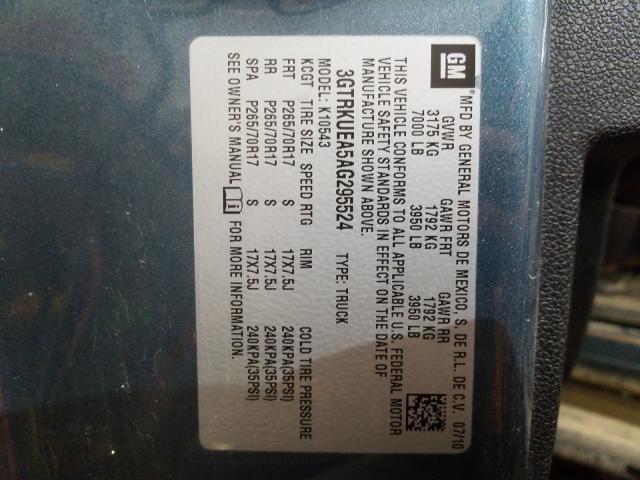 GM
® MFD BY GENERAL MOTORS DE MEXICO, S. DE R.L. DE C.V. 07/10
GVWR GAWR FRT GAWR RR
3175 KG 1792 KG 1792 KG
7000 LB 3950 LB 3950 LB
THIS VEHICLE CONFORMS TO ALL APPLICABLE U.S. FEDERAL MOTOR
VEHICLE SAFETY STANDARDS IN EFFECT ON THE DATE OF
MANUFACTURE SHOWN ABOVE.
3GTRKUEA5AG295524 TYPE: TRUCK
MODEL: K10543
KCGT TIRE SIZE SPEED RTG RIM COLD TIRE PRESSURE
FRT P265/70R17 S 17X7.5J 240KPA(35PSI)
RR P265/70R17 S 17X7.5J 240KPA(35PSI)
SPA P265/70R17 S 17X7.5J 240KPA(35PSI)
SEE OWNER'S MANUAL i FOR MORE INFORMATION.